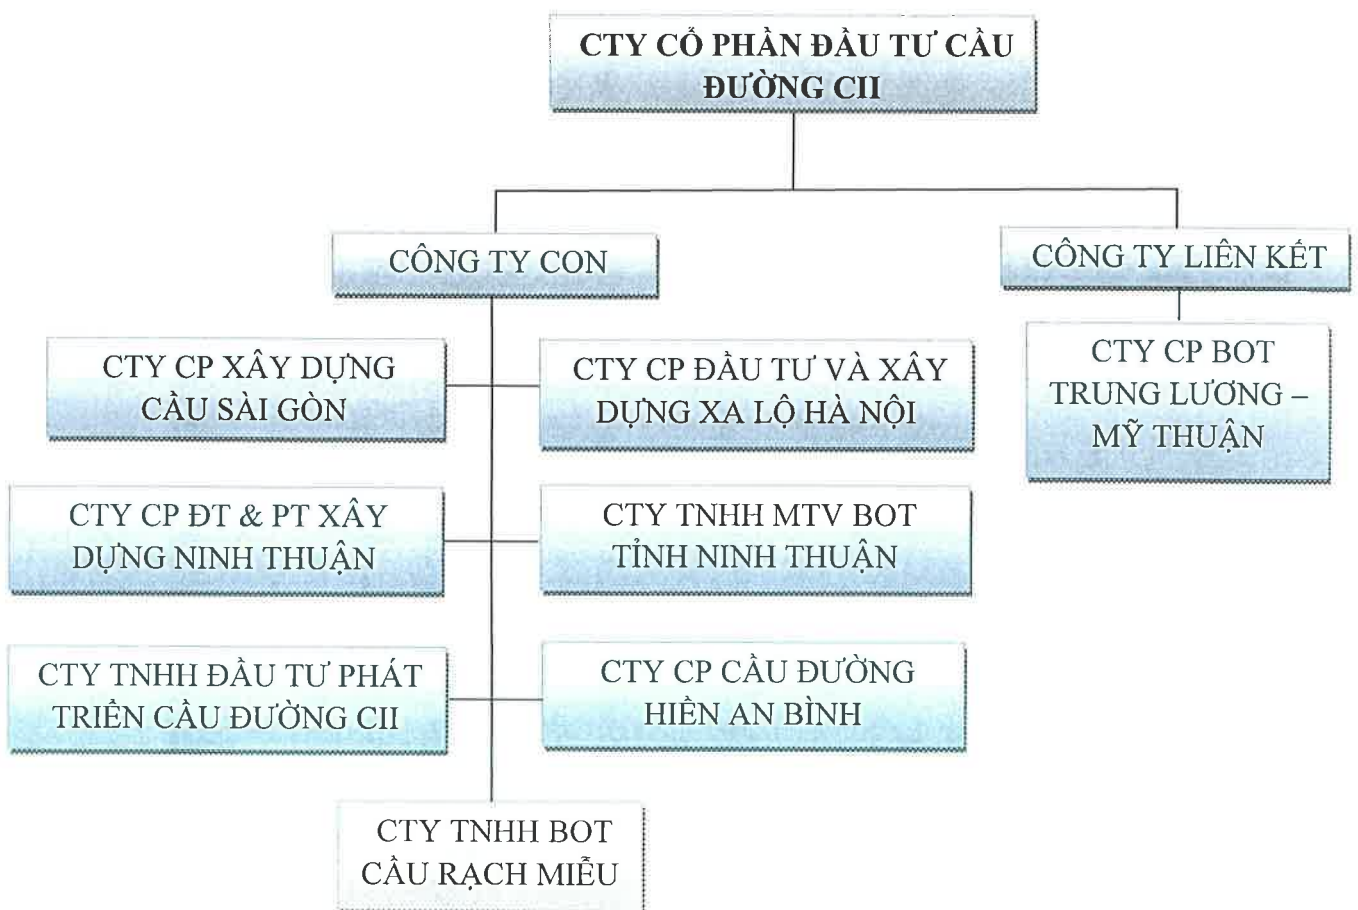 CTY CỔ PHẦN ĐẦU TƯ CẦU
ĐƯỜNG CII
CÔNG TY CON
CÔNG TY LIÊN KẾT
CTY CP XÂY DỰNG
CẦU SÀI GÒN
CTY CP ĐẦU TƯ VÀ XÂY
DỰNG XA LỘ HÀ NỘI
CTY CP BOT
TRUNG LƯƠNG –
MỸ THUẬN
CTY CP ĐT & PT XÂY
DỰNG NINH THUẬN
CTY TNHH MTV BOT
TỈNH NINH THUẬN
CTY TNHH ĐẦU TƯ PHÁT
TRIỂN CẦU ĐƯỜNG CII
CTY CP CẦU ĐƯỜNG
HIỀN AN BÌNH
CTY TNHH BOT
CẦU RẠCH MIỄU